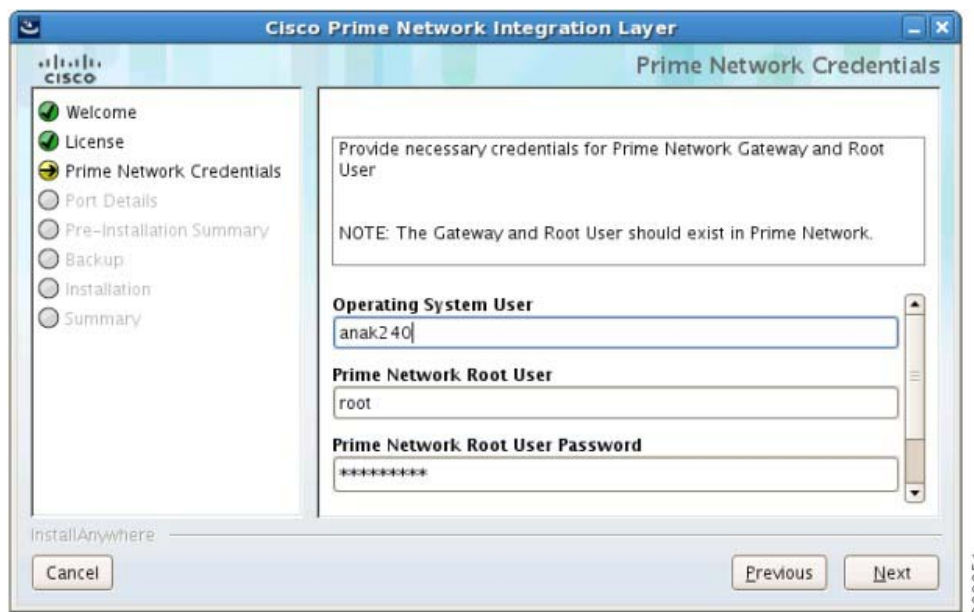 Cisco Prime Network Integration Layer
cisco
Prime Network Credentials
Welcome
License
Prime Network Credentials
Port Details
Pre-Installation Summary
Backup
Installation
Summary
Provide necessary credentials for Prime Network Gateway and Root
User
NOTE: The Gateway and Root User should exist in Prime Network.
Operating System User
anak240
Prime Network Root User
root
Prime Network Root User Password
*********
InstallAnywhere
Cancel
Previous
Next